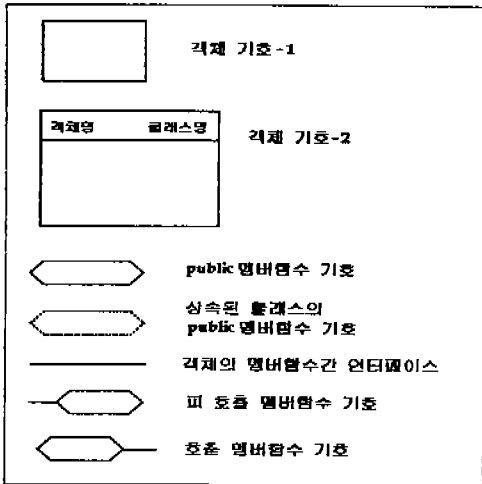 객체 기호-1
객체명 클래스명
객체 기호-2
public 멤버함수 기호
상속된 클래스의
public 멤버함수 기호
객체의 멤버함수간 인터페이스
피 호출 멤버함수 기호
호출 멤버함수 기호